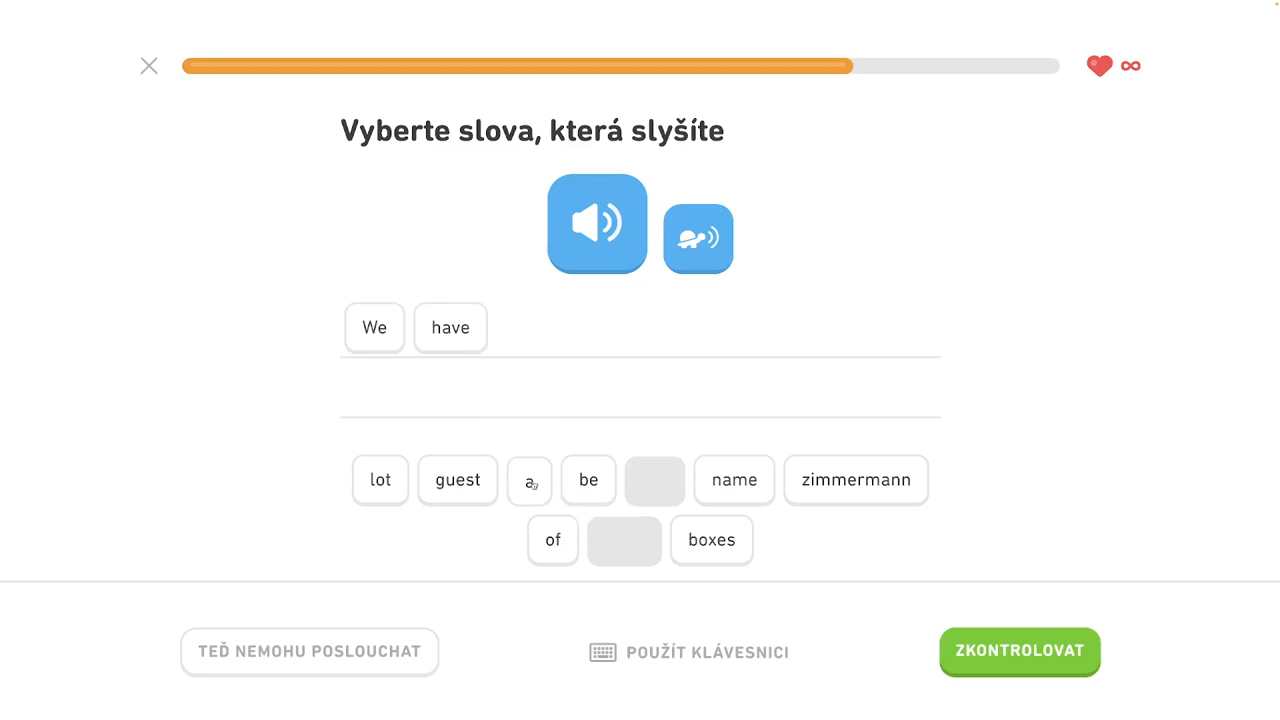 Vyberte slova, která slyšíte
We have
lot guest a be name zimmermann
of boxes
TEĎ NEMOHU POSLOUCHAT POUŽÍT KLÁVESNICI ZKONTROLOVAT